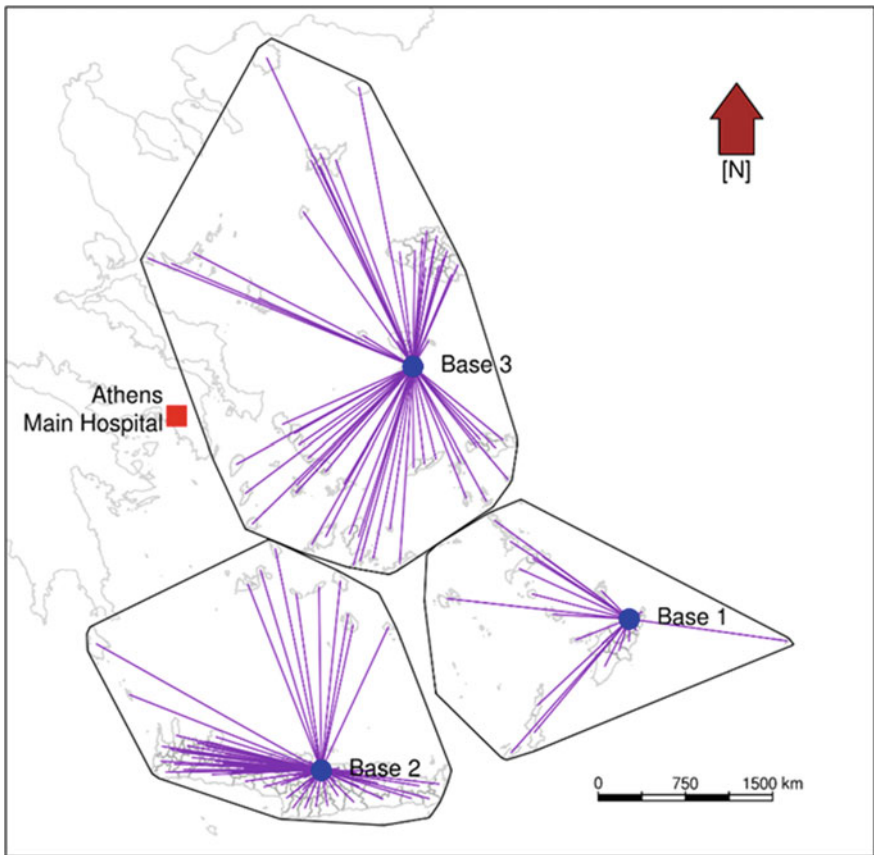 [N]
Base 3
Athens
Main Hospital
Base 1
Base 2
0 750 1500 km